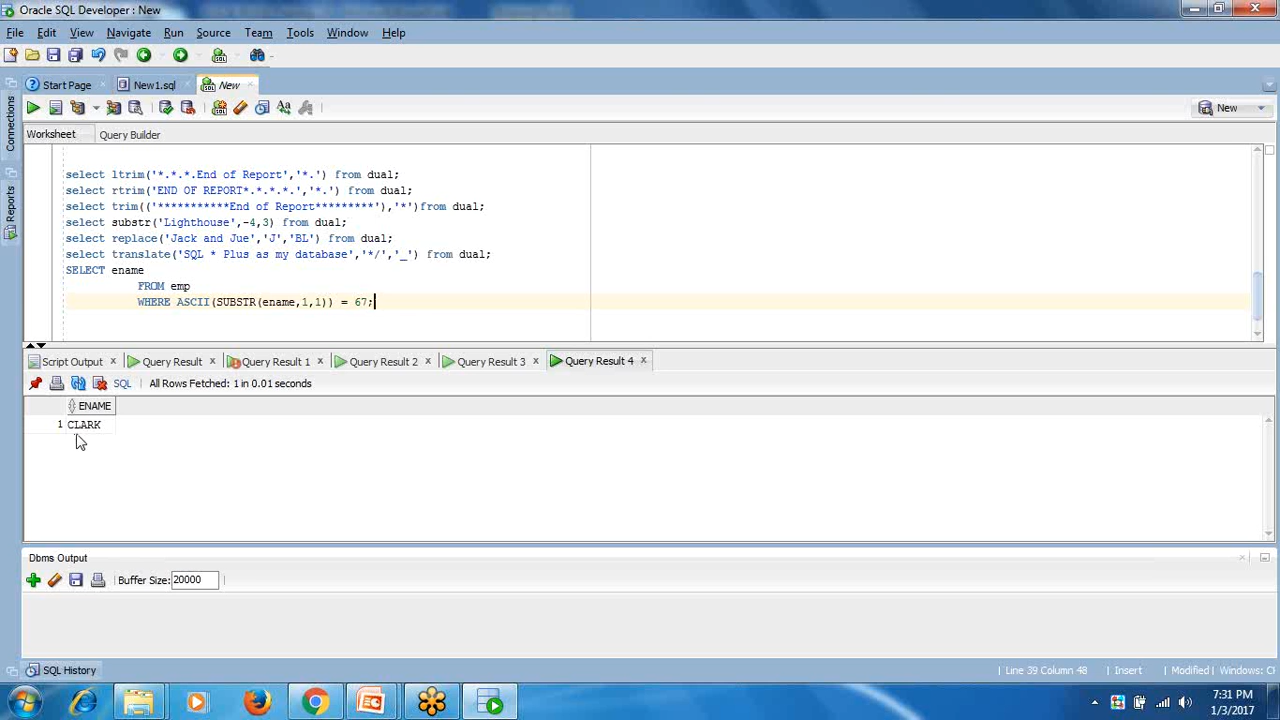 Oracle SQL Developer : New
File Edit View Navigate Run Source Team Tools Window Help
Start Page New1.sql New
New
Worksheet Query Builder
Connections
Reports
select ltrim('*.*.*.End of Report','*.') from dual;
select rtrim('END OF REPORT*.*.*.*.','*.') from dual;
select trim(('***********End of Report*********'),'*')from dual;
select substr('Lighthouse',-4,3) from dual;
select replace('Jack and Jue','J','BL') from dual;
select translate('SQL * Plus as my database','*/','_') from dual;
SELECT ename
FROM emp
WHERE ASCII(SUBSTR(ename,1,1)) = 67;
Script Output Query Result Query Result 1 Query Result 2 Query Result 3 Query Result 4
SQL All Rows Fetched: 1 in 0.01 seconds
ENAME
1 CLARK
Dbms Output
Buffer Size: 20000
SQL History Line 39 Column 48 Insert Modified Windows: C
7:31 PM
1/3/2017